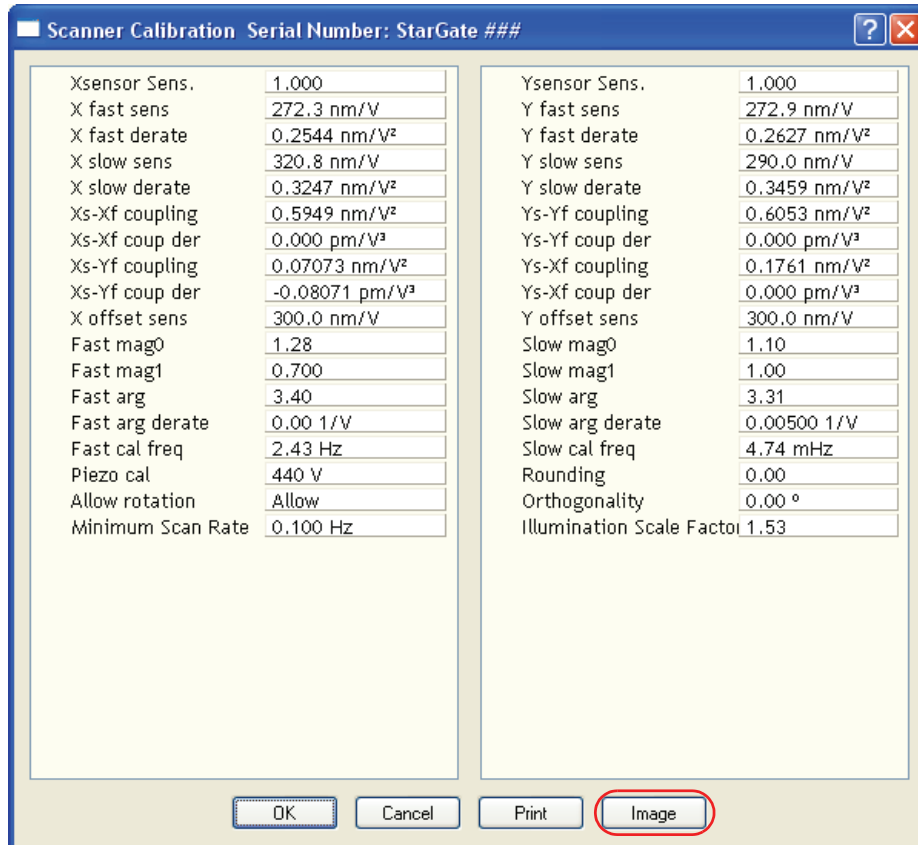 Scanner Calibration Serial Number: StarGate ###
Xsensor Sens. 1.000
X fast sens 272.3 nm/V
X fast derate 0.2544 nm/V²
X slow sens 320.8 nm/V
X slow derate 0.3247 nm/V²
Xs-Xf coupling 0.5949 nm/V²
Xs-Xf coup der 0.000 pm/V³
Xs-Yf coupling 0.07073 nm/V²
Xs-Yf coup der -0.08071 pm/V³
X offset sens 300.0 nm/V
Fast mag0 1.28
Fast mag1 0.700
Fast arg 3.40
Fast arg derate 0.00 1/V
Fast cal freq 2.43 Hz
Piezo cal 440 V
Allow rotation Allow
Minimum Scan Rate 0.100 Hz
Ysensor Sens. 1.000
Y fast sens 272.9 nm/V
Y fast derate 0.2627 nm/V²
Y slow sens 290.0 nm/V
Y slow derate 0.3459 nm/V²
Ys-Yf coupling 0.6053 nm/V²
Ys-Yf coup der 0.000 pm/V³
Ys-Xf coupling 0.1761 nm/V²
Ys-Xf coup der 0.000 pm/V³
Y offset sens 300.0 nm/V
Slow mag0 1.10
Slow mag1 1.00
Slow arg 3.31
Slow arg derate 0.00500 1/V
Slow cal freq 4.74 mHz
Rounding 0.00
Orthogonality 0.00 º
Illumination Scale Facto 1.53
OK Cancel Print Image